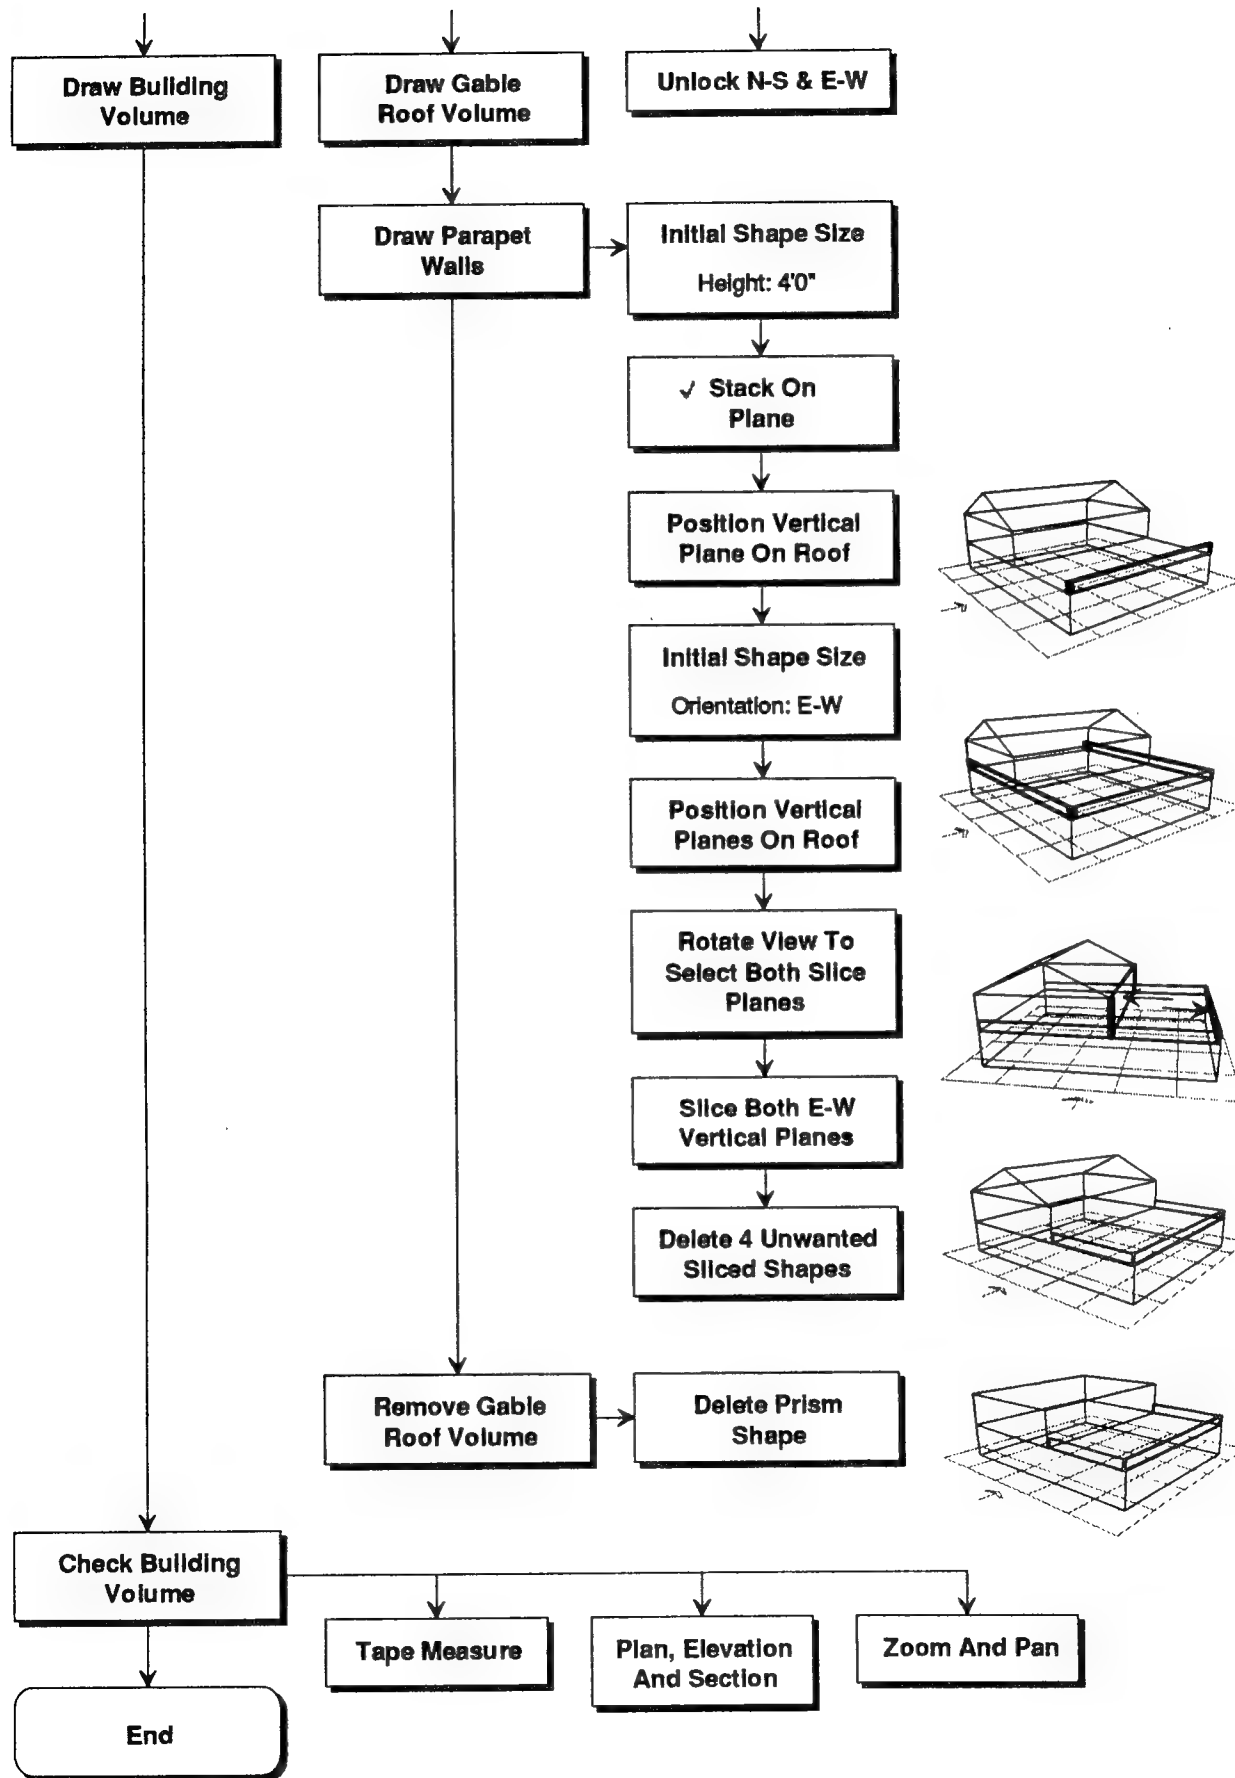 Draw Building
Volume
Draw Gable
Roof Volume
Unlock N-S & E-W
Draw Parapet
Walls
Initial Shape Size
Height: 4'0"
✓ Stack On
Plane
Position Vertical
Plane On Roof
Initial Shape Size
Orientation: E-W
Position Vertical
Planes On Roof
Rotate View To
Select Both Slice
Planes
Slice Both E-W
Vertical Planes
Delete 4 Unwanted
Sliced Shapes
Remove Gable
Roof Volume
Delete Prism
Shape
Check Building
Volume
Tape Measure
Plan, Elevation
And Section
Zoom And Pan
End